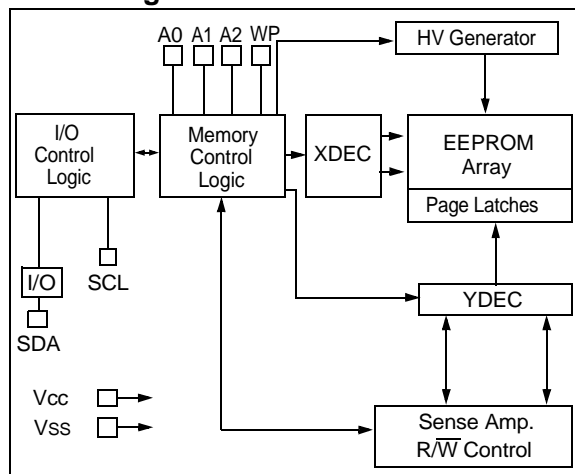 A0 A1 A2 WP
HV Generator
I/O
Control
Logic
Memory
Control
Logic
XDEC
EEPROM
Array
Page Latches
I/O
SCL
SDA
YDEC
Vcc
Vss
Sense Amp.
R/W̅ Control